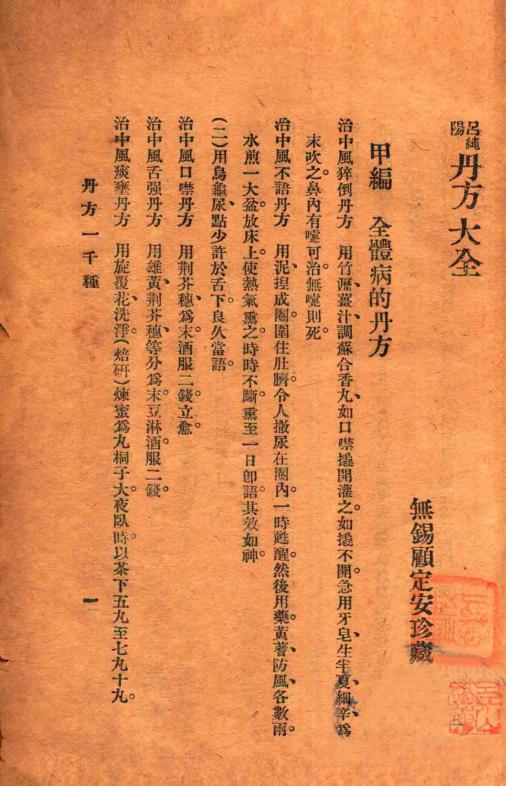 呂純陽 丹方大全
無錫顧定安珍藏
甲編 全體病的丹方
治中風猝倒丹方 用竹瀝薑汁調蘇合香丸、如口噤撬開灌之。如撬不開。急用牙皂、生半夏、細辛、為
末吹之鼻內有嚏可治無嚏則死。
治中風不語丹方 用泥揑成圈圍住肚臍。令人撒尿在圈內。一時甦醒。然後用藥。黃蓍、防風、各數兩。
水煎一大盆放床上。使熱氣熏之。時時不斷。熏至一日卽語。其效如神。
(二)用烏龜尿點少許於舌下。良久當語。
治中風口噤丹方 用荆芥穗、為末酒服二錢立愈。
治中風舌强丹方 用雄黃、荆芥穗、等分為末。豆淋酒服二錢。
治中風痰壅丹方 用旋覆花、洗淨(焙研)煉蜜為丸桐子大。夜臥時。以茶下五丸至七丸十丸。
丹方一千種
一